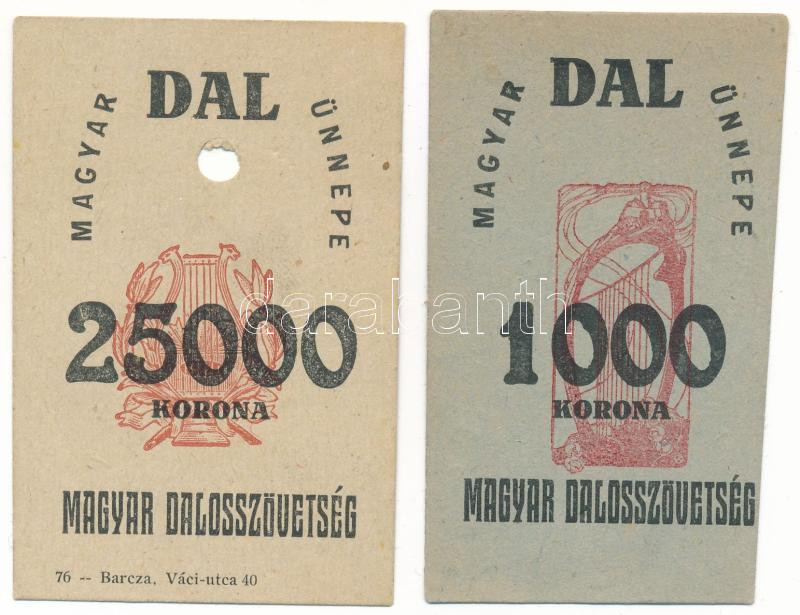 MAGYAR DAL ÜNNEPE
25000
KORONA
MAGYAR DALOSSZÖVETSÉG
76 -- Barcza, Váci-utca 40
MAGYAR DAL ÜNNEPE
1000
KORONA
MAGYAR DALOSSZÖVETSÉG
darabanth